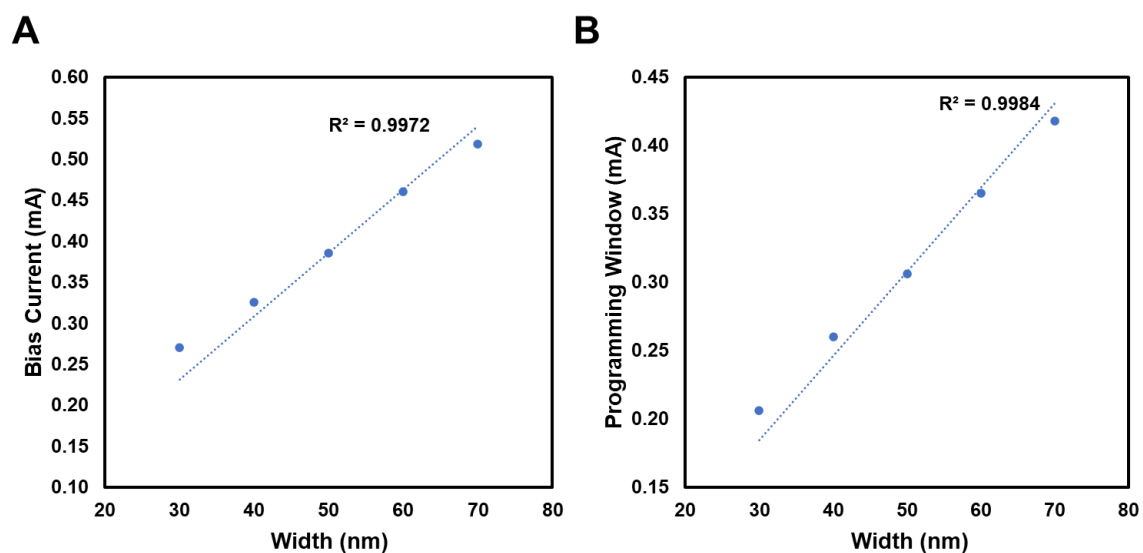 A
B
0.60
0.55
0.50
0.45
0.40
0.35
0.30
0.25
0.20
0.15
0.10
Bias Current (mA)
R² = 0.9972
20 30 40 50 60 70 80
Width (nm)
0.45
0.40
0.35
0.30
0.25
0.20
0.15
Programming Window (mA)
R² = 0.9984
20 30 40 50 60 70 80
Width (nm)